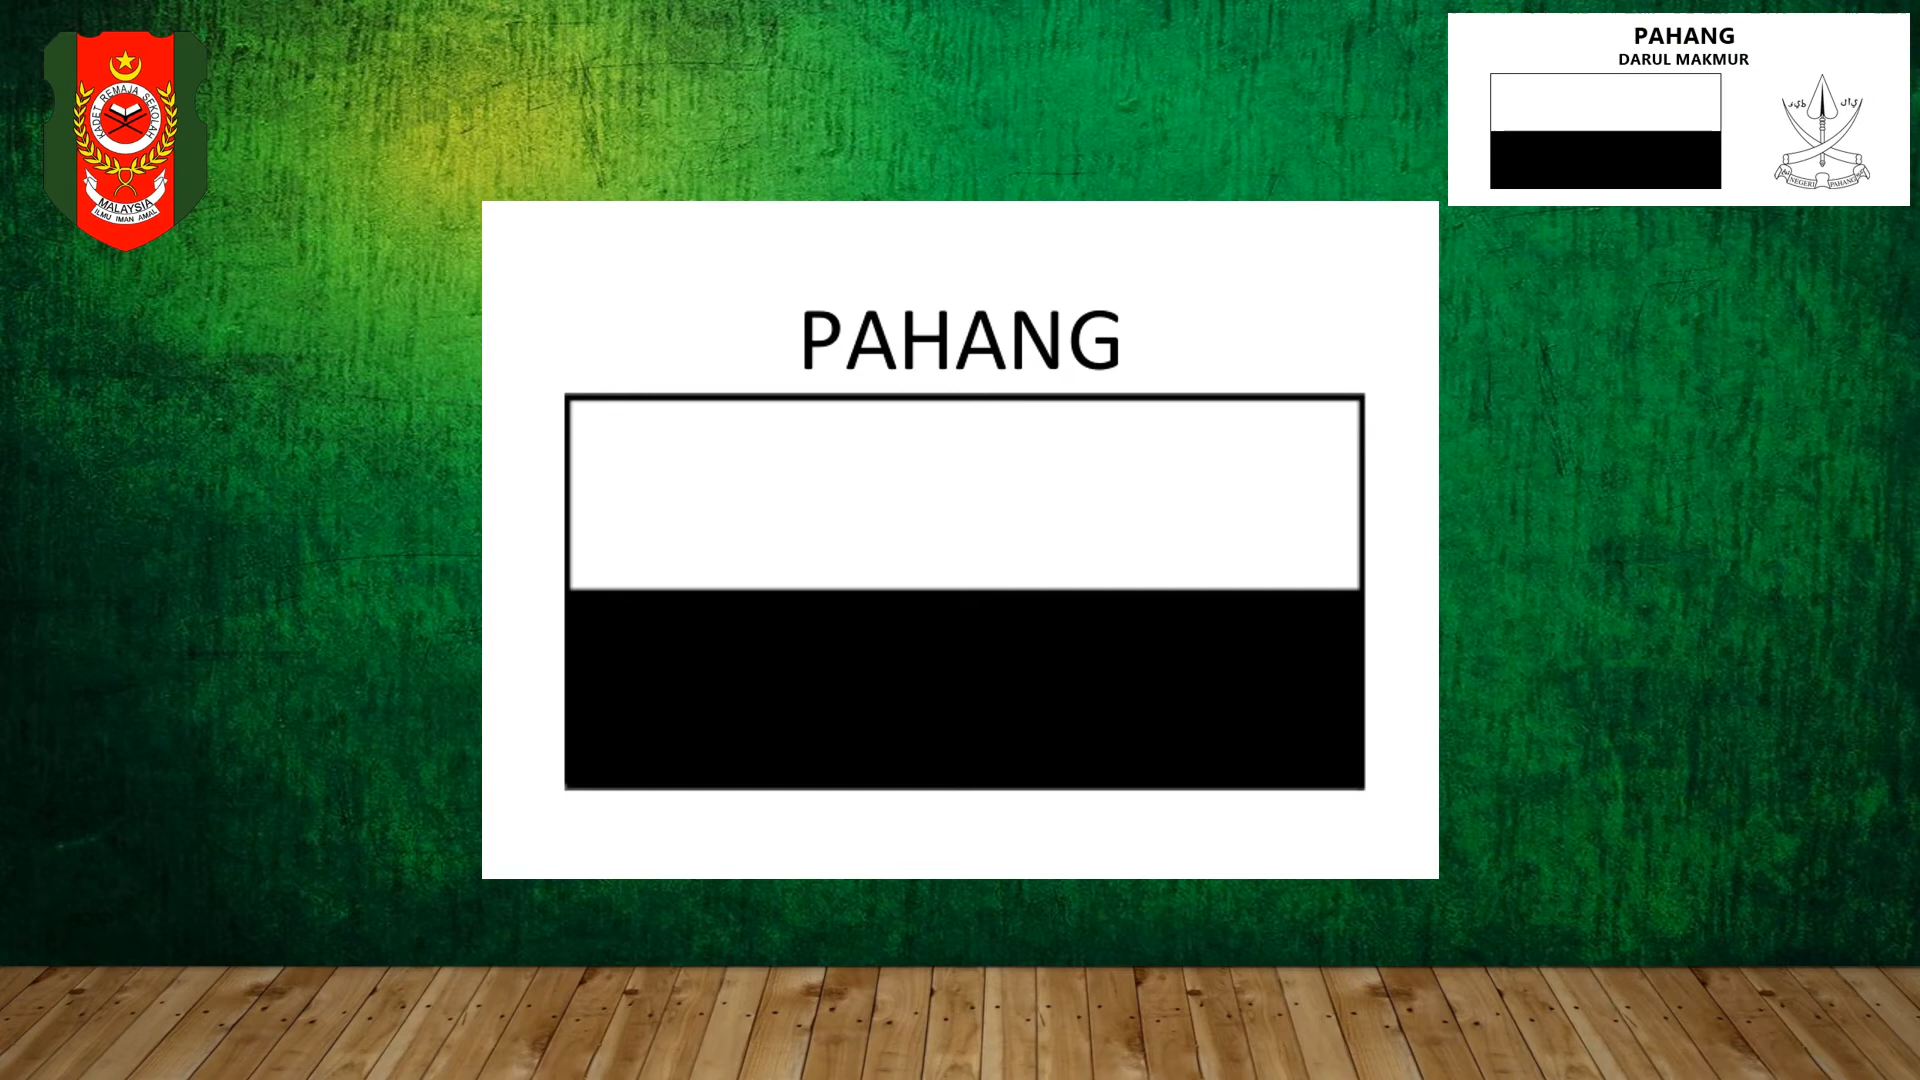 KADET REMAJA SEKOLAH
MALAYSIA
ILMU IMAN AMAL
PAHANG
DARUL MAKMUR
NEGERI PAHANG
PAHANG